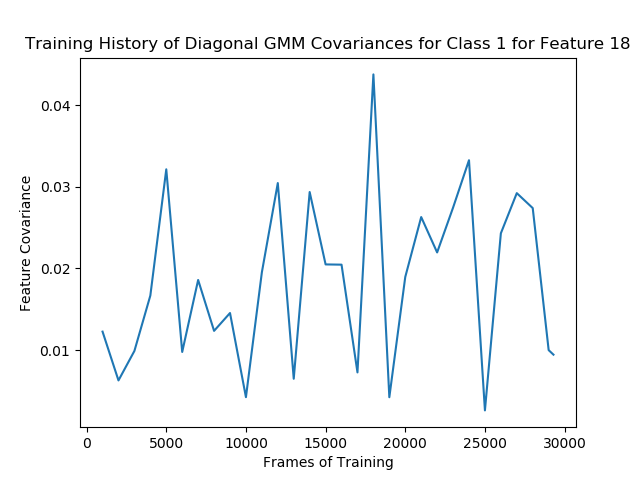 Training History of Diagonal GMM Covariances for Class 1 for Feature 18
0.04
0.03
0.02
0.01
Feature Covariance
0 5000 10000 15000 20000 25000 30000
Frames of Training